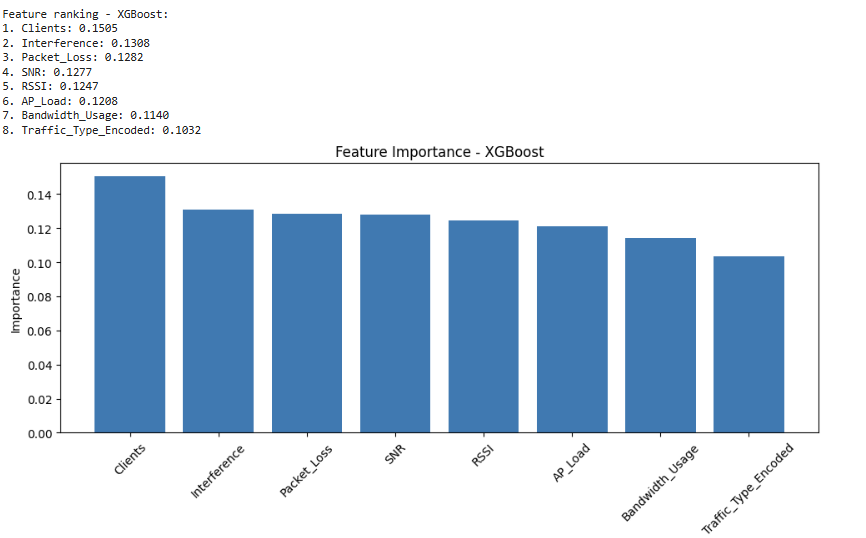 Feature ranking - XGBoost:
1. Clients: 0.1505
2. Interference: 0.1308
3. Packet_Loss: 0.1282
4. SNR: 0.1277
5. RSSI: 0.1247
6. AP_Load: 0.1208
7. Bandwidth_Usage: 0.1140
8. Traffic_Type_Encoded: 0.1032
Feature Importance - XGBoost
Importance
0.14
0.12
0.10
0.08
0.06
0.04
0.02
0.00
Clients
Interference
Packet_Loss
SNR
RSSI
AP_Load
Bandwidth_Usage
Traffic_Type_Encoded